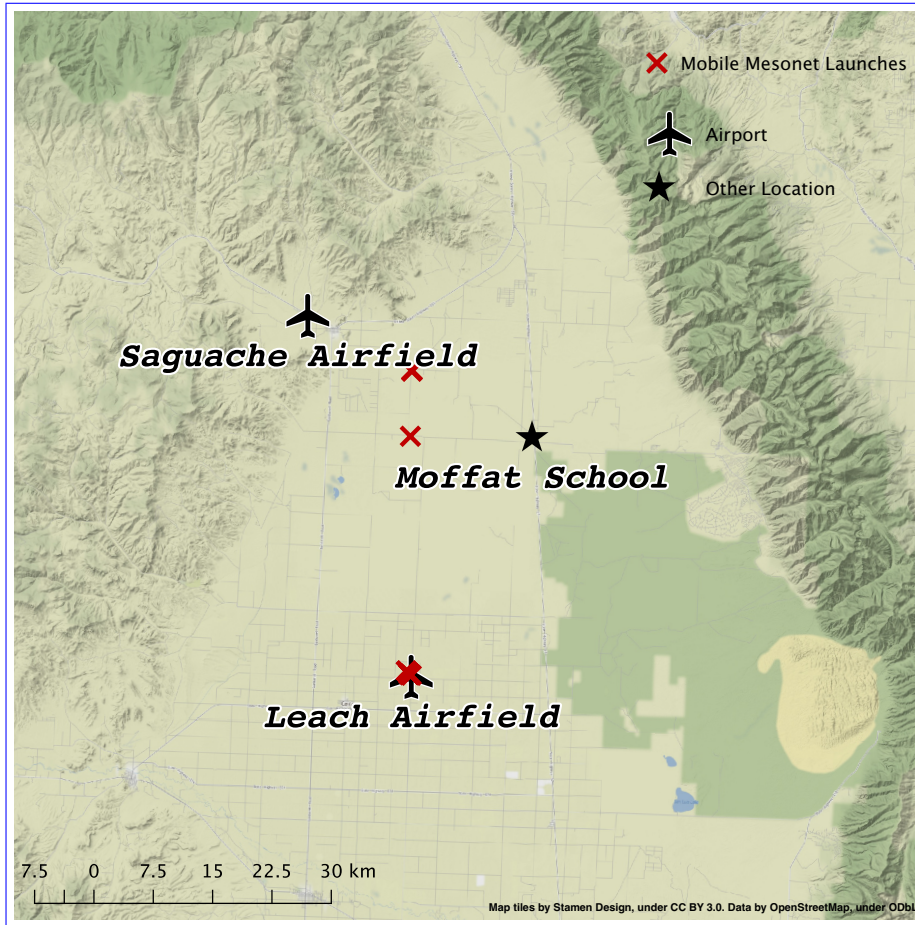 Mobile Mesonet Launches
Airport
Other Location
Saguache Airfield
Moffat School
Leach Airfield
7.5 0 7.5 15 22.5 30 km
Map tiles by Stamen Design, under CC BY 3.0. Data by OpenStreetMap, under ODbL